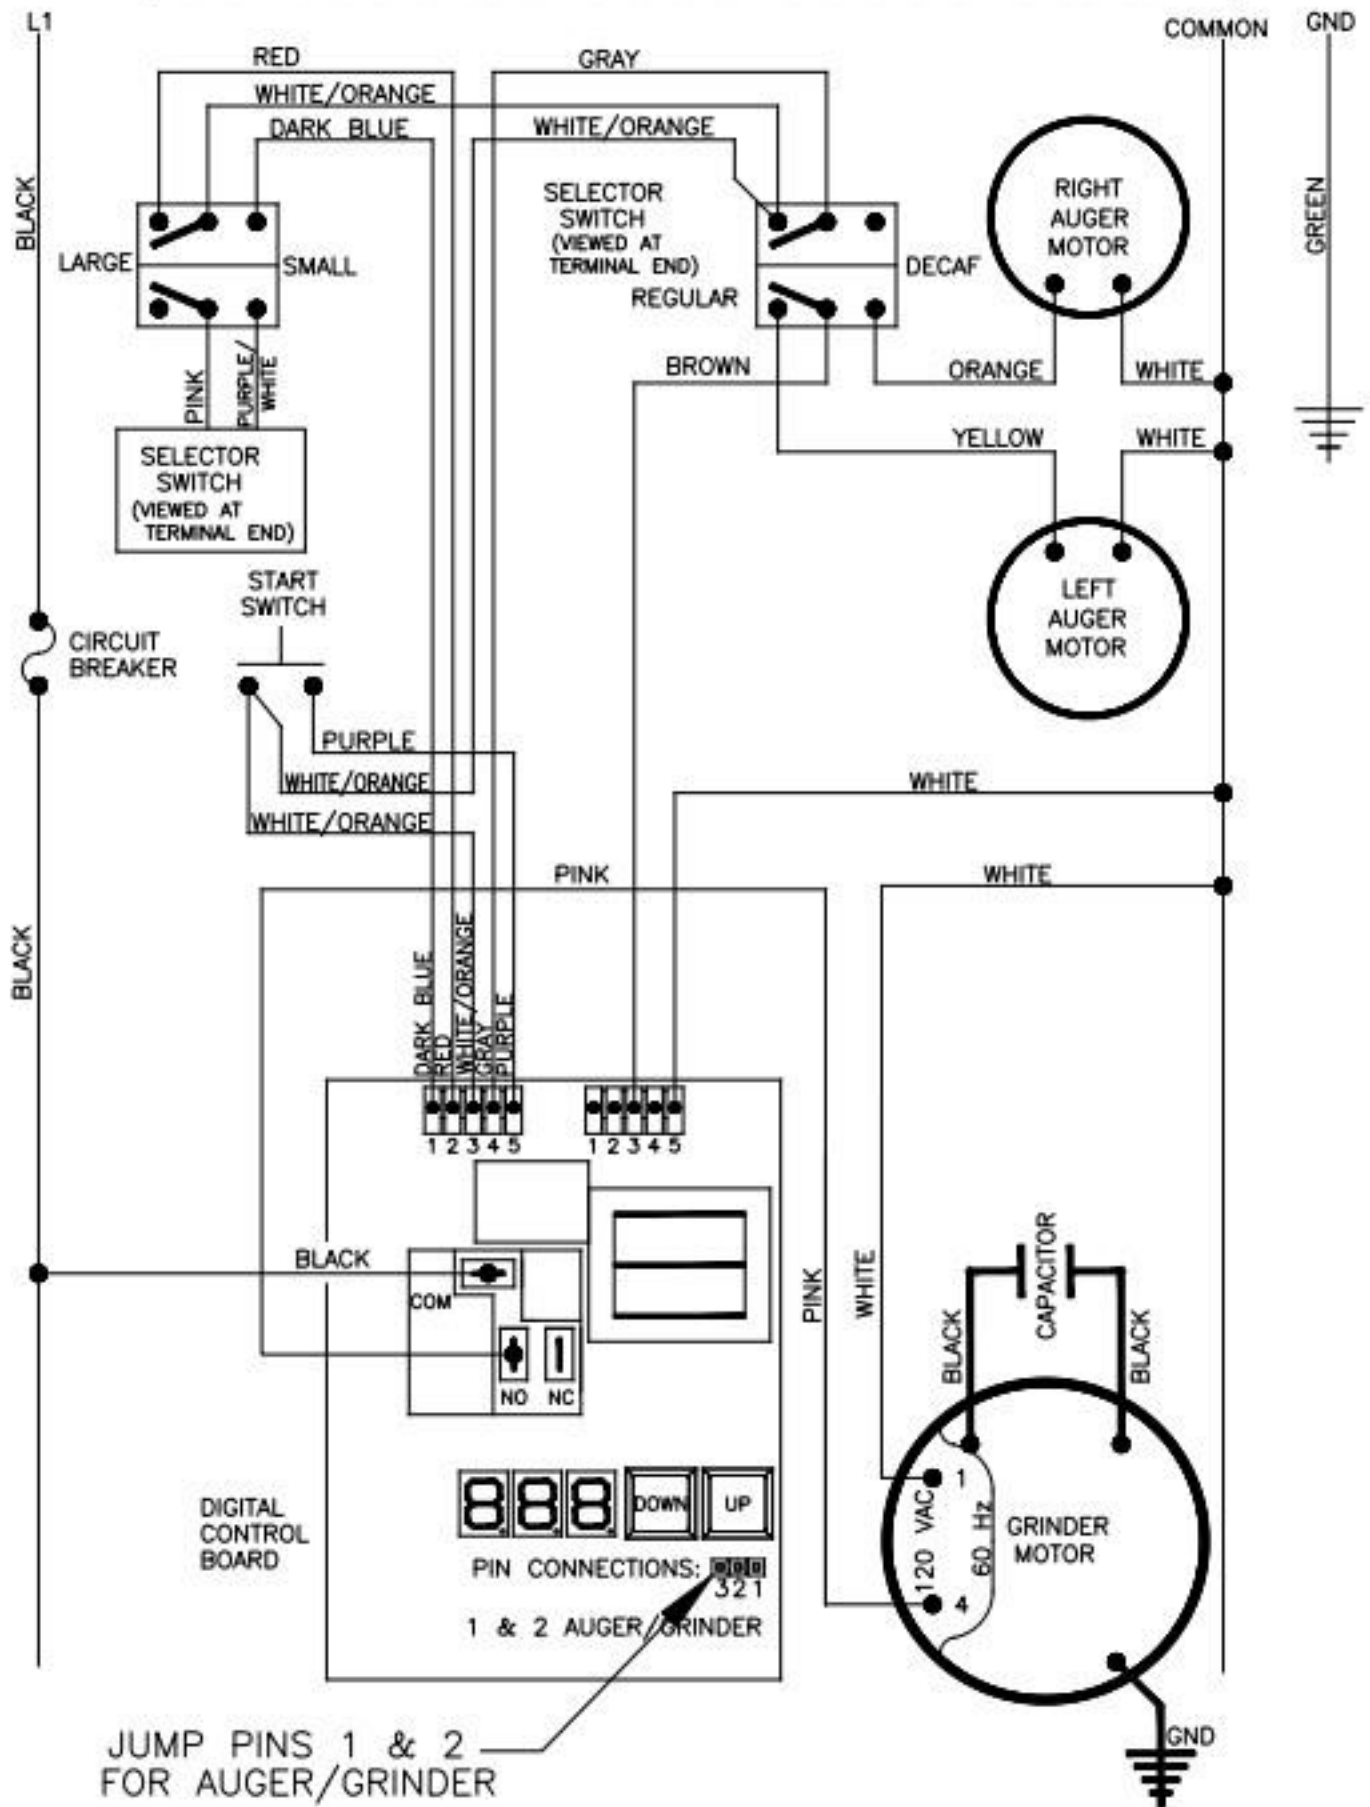 L1
COMMON
GND
RED
GRAY
WHITE/ORANGE
DARK BLUE
WHITE/ORANGE
BLACK
GREEN
SELECTOR
SWITCH
(VIEWED AT
TERMINAL END)
RIGHT
AUGER
MOTOR
LARGE
SMALL
REGULAR
DECAF
PINK
PURPLE/
WHITE
BROWN
ORANGE
WHITE
YELLOW
WHITE
SELECTOR
SWITCH
(VIEWED AT
TERMINAL END)
START
SWITCH
LEFT
AUGER
MOTOR
CIRCUIT
BREAKER
PURPLE
WHITE/ORANGE
WHITE/ORANGE
WHITE
PINK
WHITE
BLACK
DARK BLUE
RED
WHITE/ORANGE
GRAY
PURPLE
1 2 3 4 5
1 2 3 4 5
BLACK
COM
NO
NC
PINK
WHITE
CAPACITOR
BLACK
BLACK
DIGITAL
CONTROL
BOARD
8.8.8.
DOWN
UP
PIN CONNECTIONS:
3 2 1
1 & 2 AUGER/GRINDER
1
120 VAC
60 Hz
4
GRINDER
MOTOR
GND
JUMP PINS 1 & 2
FOR AUGER/GRINDER